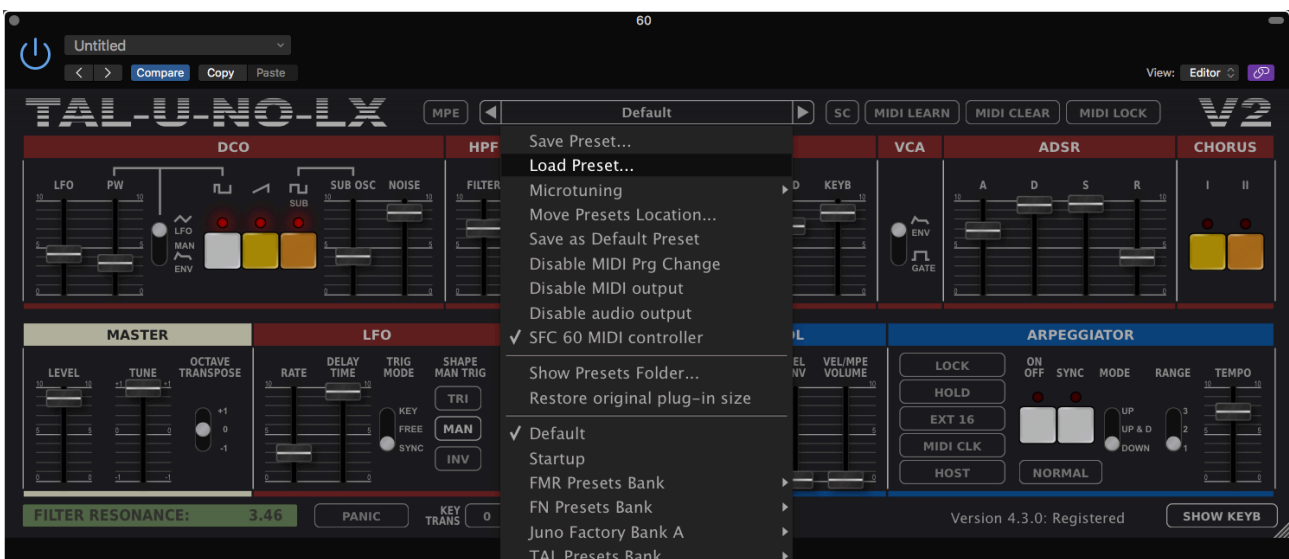 60
Untitled
Compare Copy Paste
View: Editor
TAL-U-NO-LX MPE Default SC MIDI LEARN MIDI CLEAR MIDI LOCK V2
DCO HPF VCA ADSR CHORUS
LFO PW SUB OSC NOISE FILTER KEYB A D S R I II
SUB
LFO
MAN
ENV
ENV
GATE
Save Preset...
Load Preset...
Microtuning
Move Presets Location...
Save as Default Preset
Disable MIDI Prg Change
Disable MIDI output
Disable audio output
✓ SFC 60 MIDI controller
Show Presets Folder...
Restore original plug-in size
✓ Default
Startup
FMR Presets Bank
FN Presets Bank
Juno Factory Bank A
TAL Presets Bank
MASTER LFO ARPEGGIATOR
LEVEL TUNE OCTAVE TRANSPOSE
+1
0
-1
RATE DELAY TIME TRIG MODE SHAPE MAN TRIG
KEY
FREE
SYNC
TRI
MAN
INV
VEL/MPE VOLUME
LOCK
HOLD
EXT 16
MIDI CLK
HOST
ON OFF SYNC MODE RANGE TEMPO
UP
UP & D
DOWN
3
2
1
NORMAL
FILTER RESONANCE: 3.46 PANIC KEY TRANS 0 Version 4.3.0: Registered SHOW KEYB